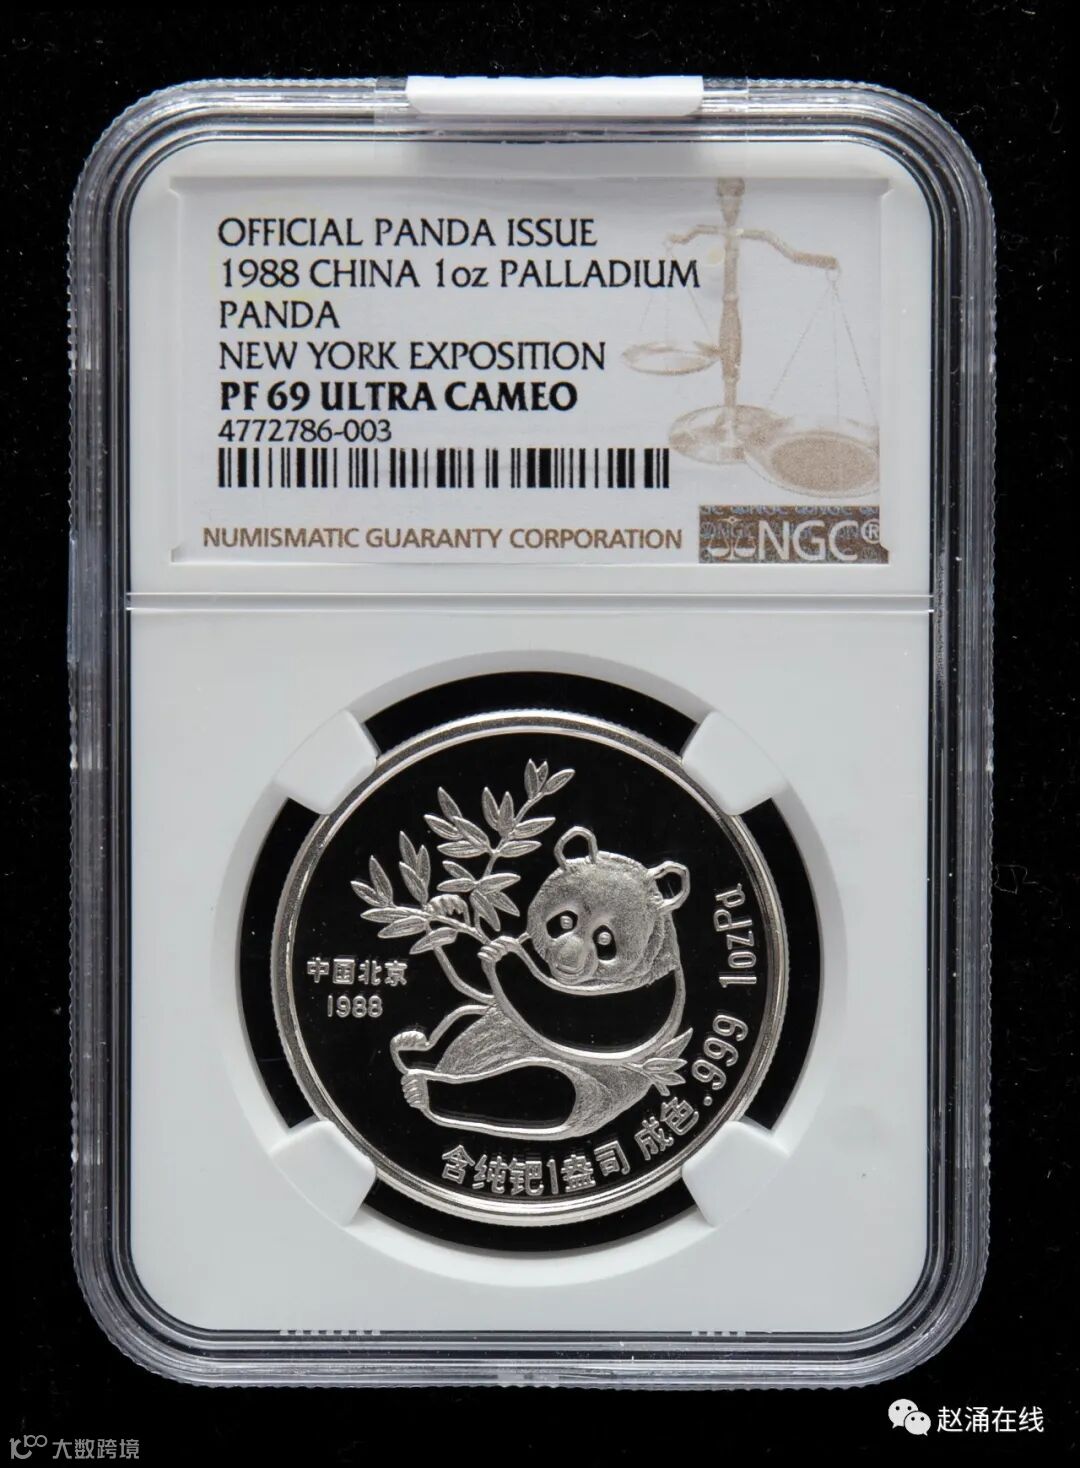 OFFICIAL PANDA ISSUE
1988 CHINA 1oz PALLADIUM
PANDA
NEW YORK EXPOSITION
PF 69 ULTRA CAMEO
4772786-003
NUMISMATIC GUARANTY CORPORATION
NGC®
中国北京
1988
含纯钯1盎司 成色.999 1ozPd
赵涌在线
大数跨境